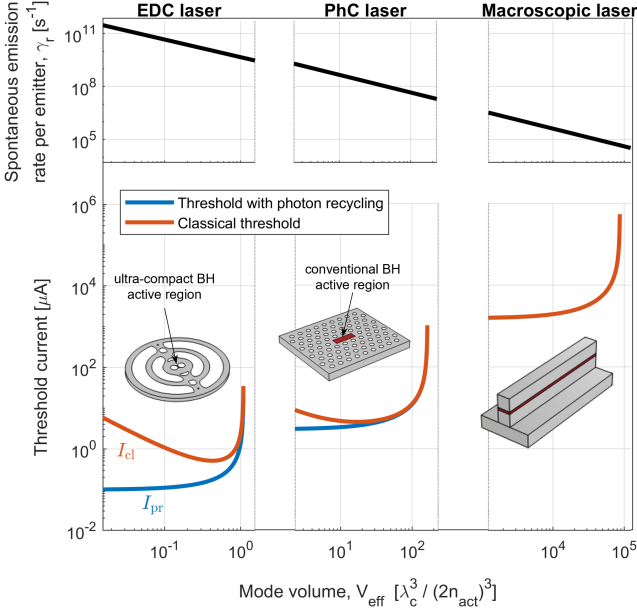 EDC laser PhC laser Macroscopic laser
Spontaneous emission
rate per emitter, γr [s-1]
10^11
10^8
10^5
10^6
Threshold with photon recycling
Classical threshold
conventional BH
active region
ultra-compact BH
active region
10^4
Threshold current [μA]
10^2
10^0
Icl
Ipr
10^-2
10^-1 10^0 10^1 10^2 10^4 10^5
Mode volume, Veff [λc^3 / (2nact)^3]